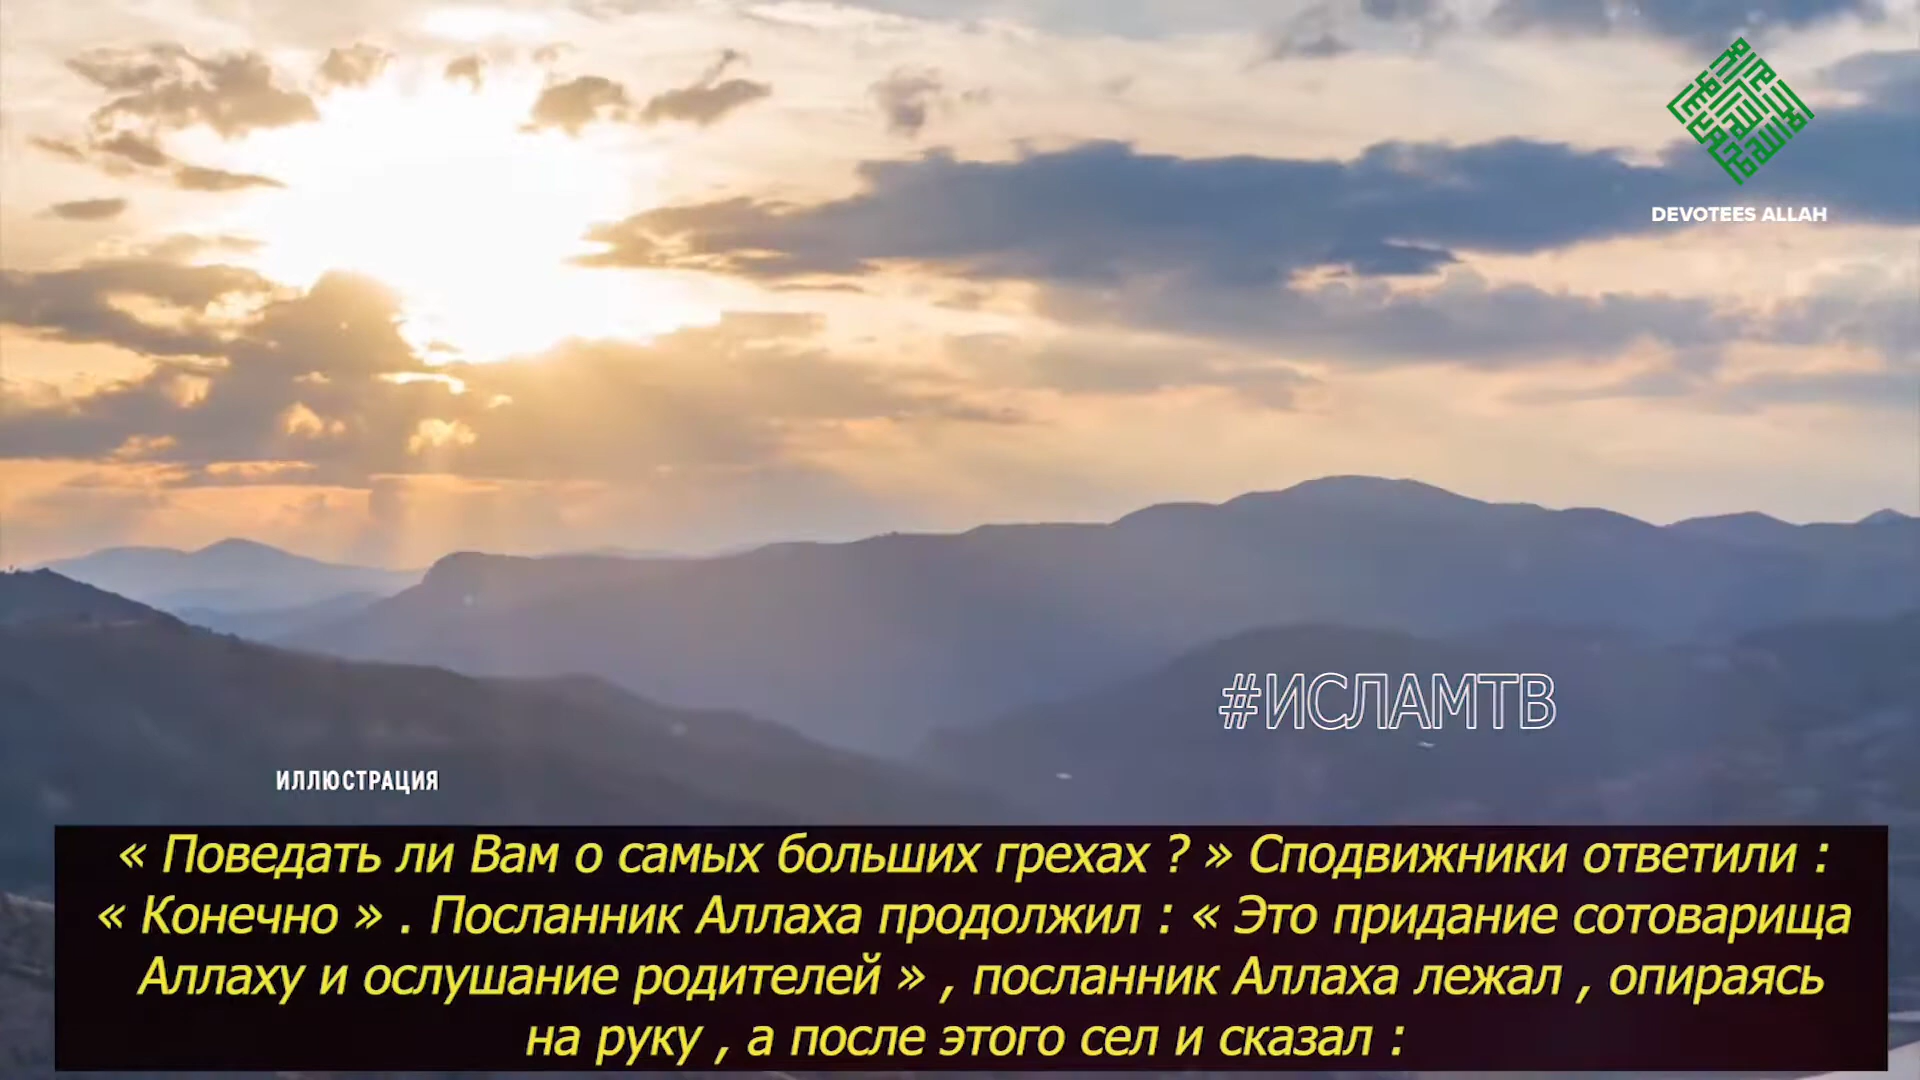 DEVOTEES ALLAH
#ИСЛАМТВ
ИЛЛЮСТРАЦИЯ
« Поведать ли Вам о самых больших грехах ? » Сподвижники ответили :
« Конечно » . Посланник Аллаха продолжил : « Это придание сотоварища
Аллаху и ослушание родителей » , посланник Аллаха лежал , опираясь
на руку , а после этого сел и сказал :